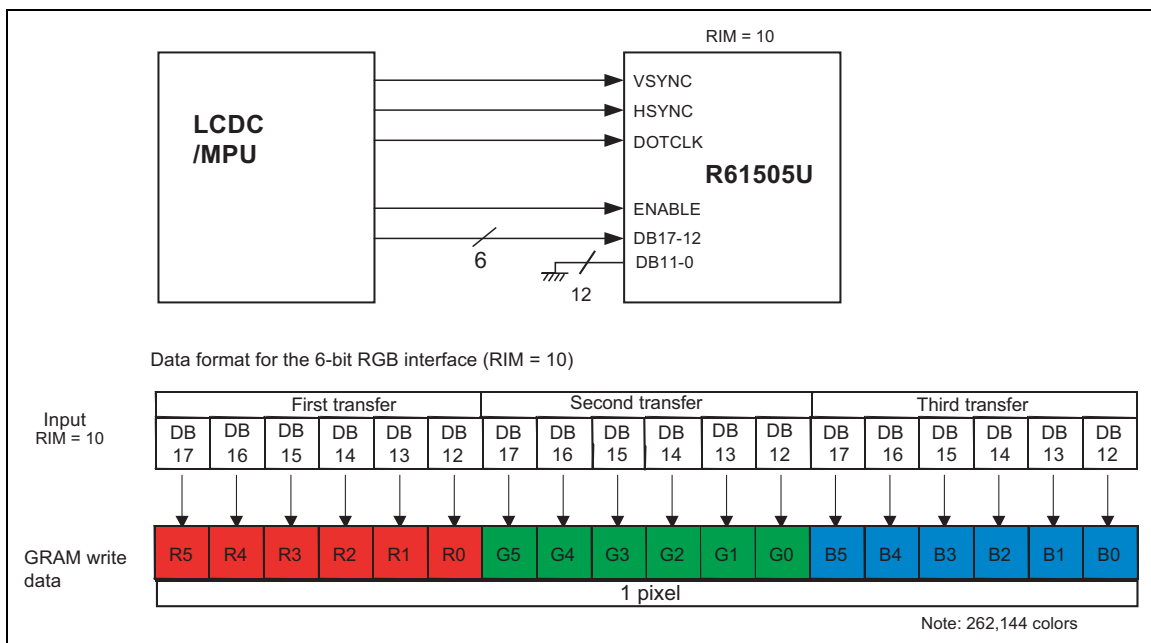 RIM = 10
LCDC
/MPU
VSYNC
HSYNC
DOTCLK
R61505U
ENABLE
DB17-12
6
DB11-0
12
Data format for the 6-bit RGB interface (RIM = 10)
Input
RIM = 10
First transfer Second transfer Third transfer
DB DB DB DB DB DB DB DB DB DB DB DB DB DB DB DB DB DB
17 16 15 14 13 12 17 16 15 14 13 12 17 16 15 14 13 12
GRAM write
data
R5 R4 R3 R2 R1 R0 G5 G4 G3 G2 G1 G0 B5 B4 B3 B2 B1 B0
1 pixel
Note: 262,144 colors